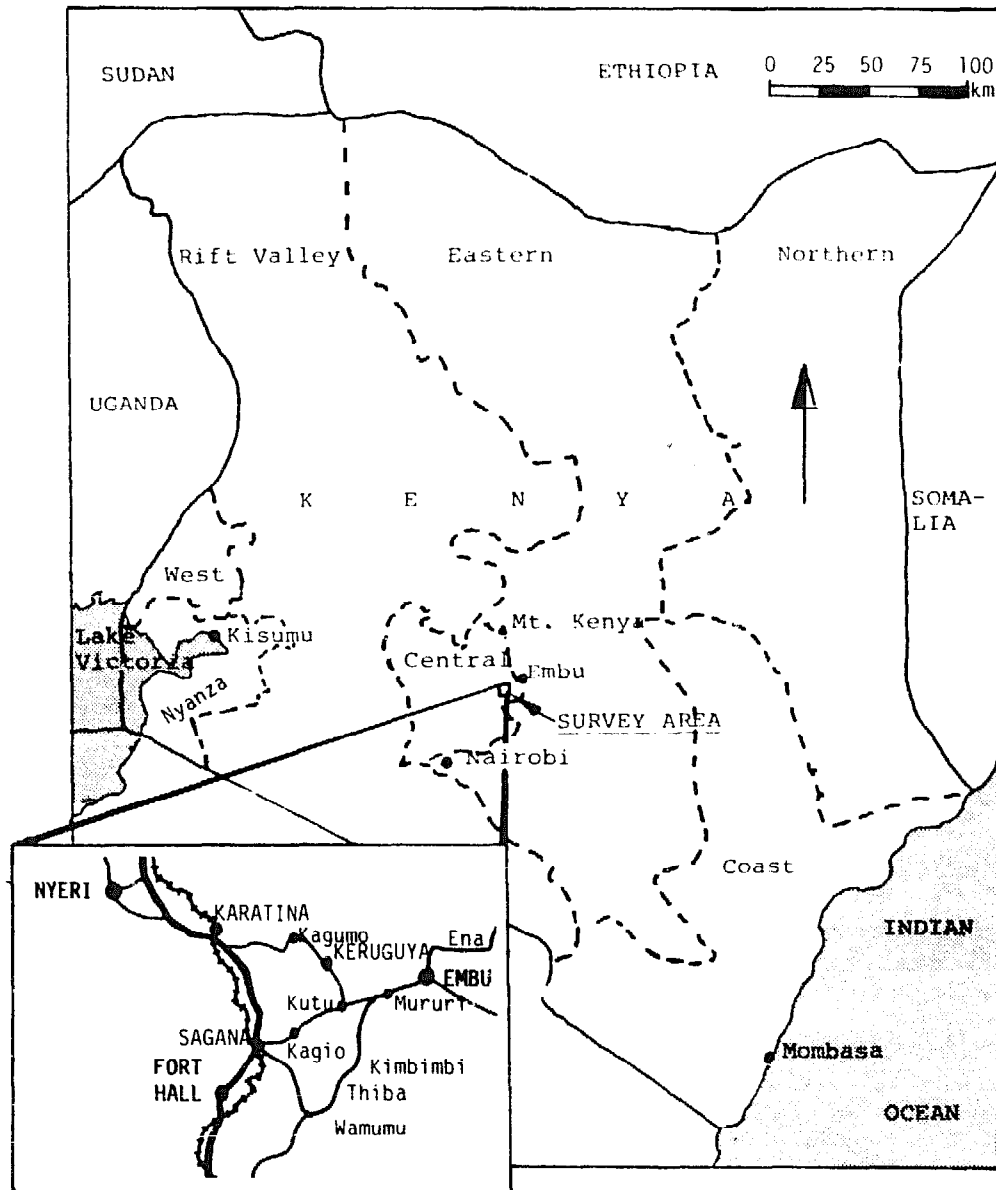 SUDAN
ETHIOPIA
0 25 50 75 100
km
Rift Valley
Eastern
Northern
UGANDA
K E N Y A
SOMA-
LIA
West
Lake
Victoria
Kisumu
Mt. Kenya
Central
Embu
Nyanza
SURVEY AREA
Nairobi
Coast
INDIAN
OCEAN
Mombasa
NYERI
KARATINA
Kagumo
KERUGUYA
Ena
EMBU
Kutu
Mururi
SAGANA
Kagio
FORT
HALL
Kimbimbi
Thiba
Wamumu